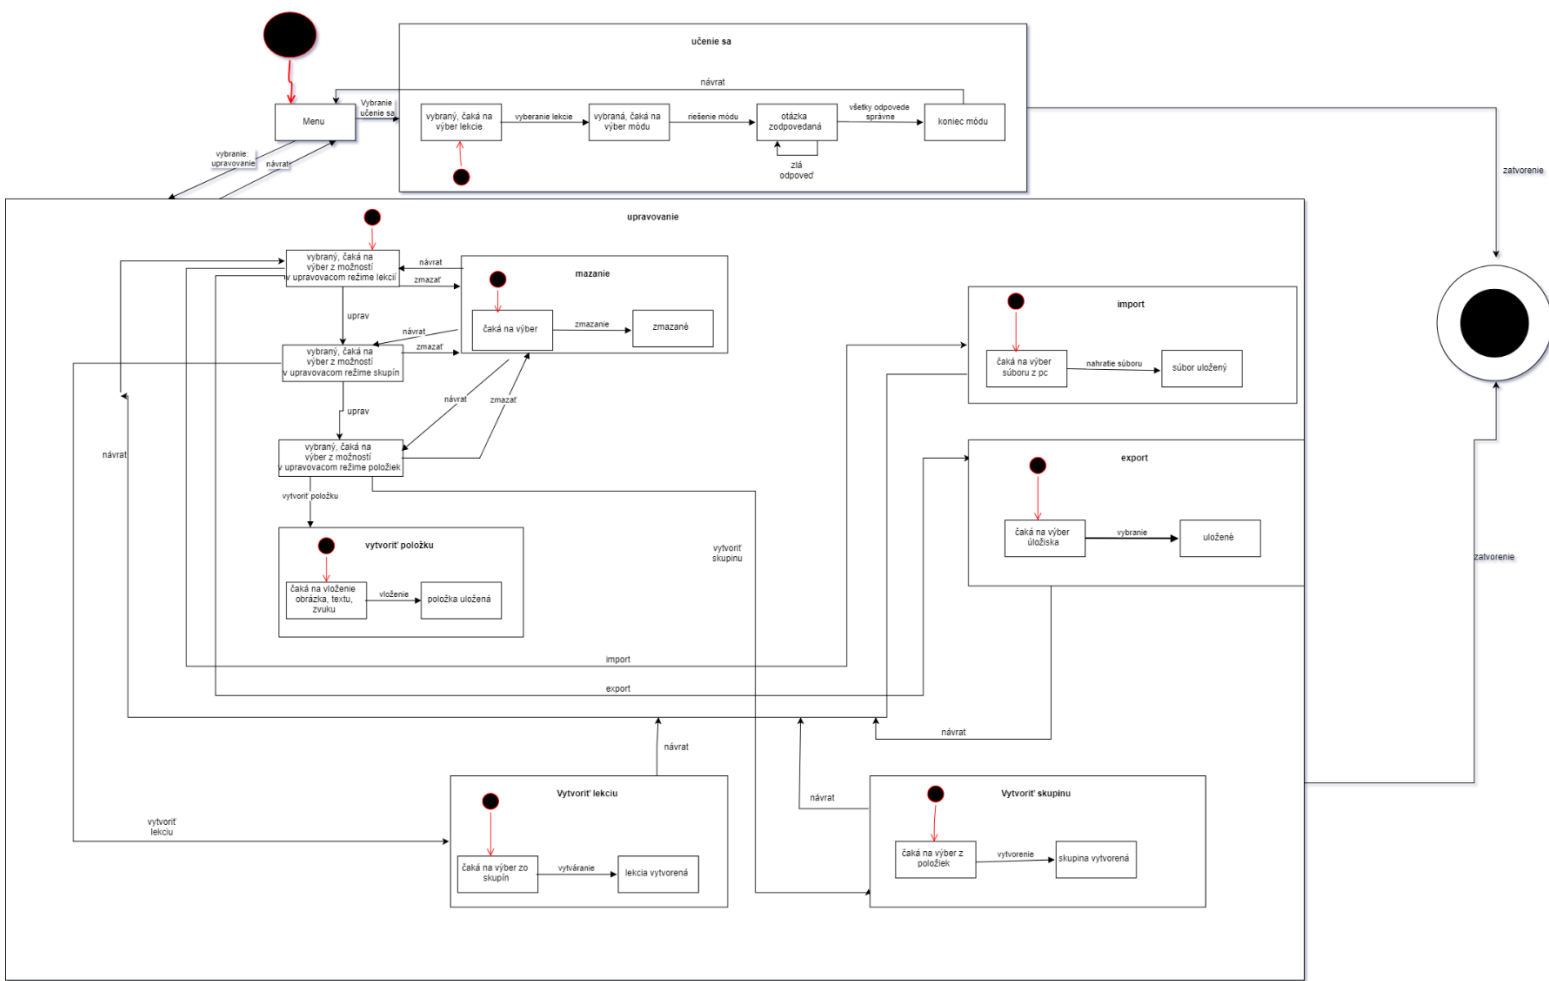 učenie sa
návrat
Menu
Vybranie
učenie sa
vybraný, čaká na
výber lekcie
vyberanie lekcie
vybraná, čaká na
výber módu
riešenie módu
otázka
zodpovedaná
všetky odpovede
správne
koniec módu
zlá
odpoveď
vybranie:
upravovanie
návrat
zatvorenie
upravovanie
vybraný, čaká na
výber z možností
v upravovacom režime lekcií
návrat
zmazať
mazanie
čaká na výber
zmazanie
zmazané
uprav
návrat
zmazať
vybraný, čaká na
výber z možností
v upravovacom režime skupín
import
čaká na výber
súboru z pc
nahratie súboru
súbor uložený
uprav
návrat
zmazať
návrat
vybraný, čaká na
výber z možností
v upravovacom režime položiek
export
čaká na výber
úložiska
vybranie
uložené
vytvoriť položku
vytvoriť položku
čaká na vloženie
obrázka, textu,
zvuku
vloženie
položka uložená
vytvoriť
skupinu
zatvorenie
import
export
návrat
návrat
návrat
vytvoriť
lekciu
Vytvoriť lekciu
čaká na výber zo
skupín
vytváranie
lekcia vytvorená
Vytvoriť skupinu
čaká na výber z
položiek
vytvorenie
skupina vytvorená